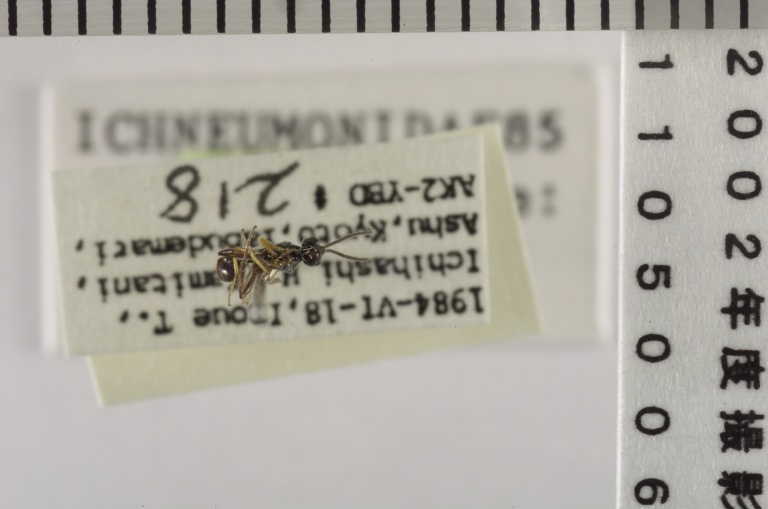 ICHNEUMONIDAE85
1984-VI-18, Inoue T.,
Ichihashi H.
Ashu, Kyoto,
AK2-YBD # 218
2002年度撮影
1105006